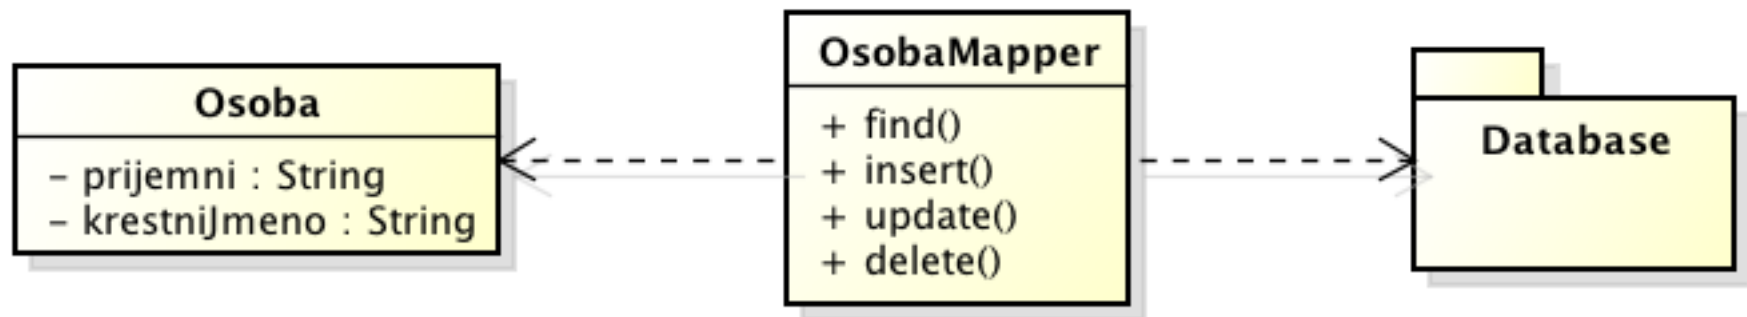 Osoba
- prijemni : String
- krestniJmeno : String
OsobaMapper
+ find()
+ insert()
+ update()
+ delete()
Database